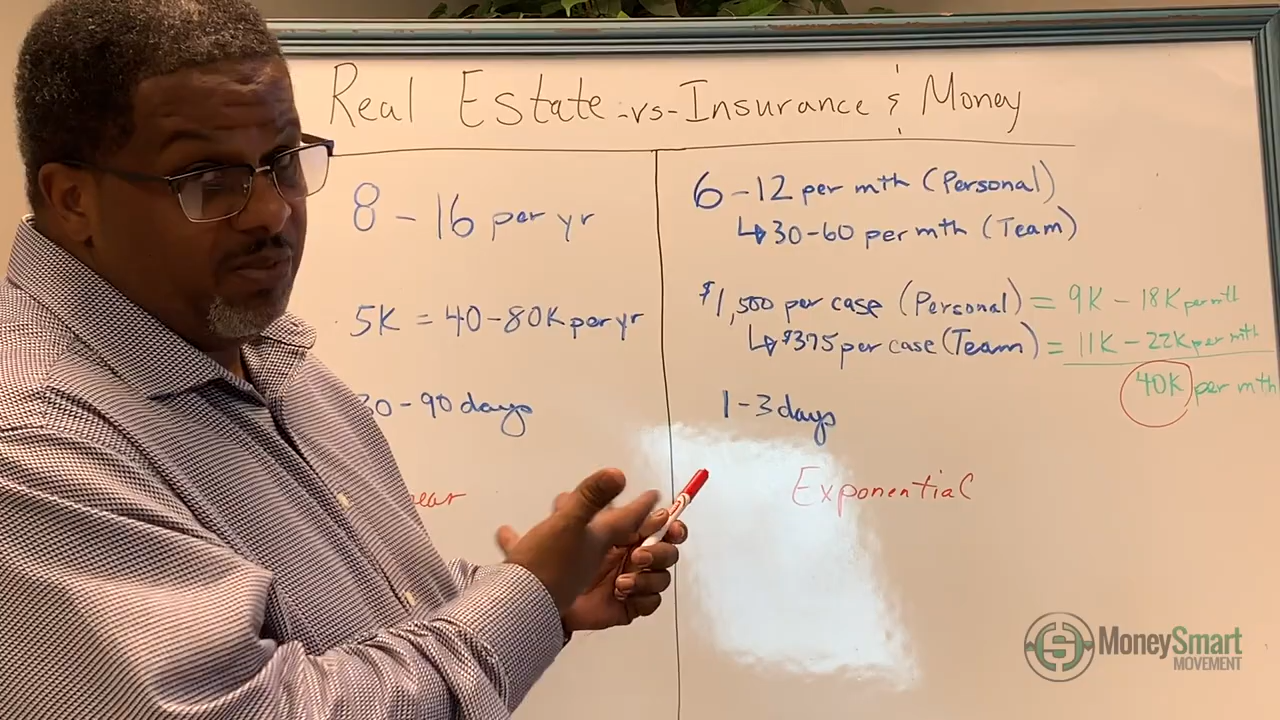 Real Estate -vs- Insurance & Money
8 - 16 per yr
5K = 40-80K per yr
30-90 days
near
6-12 per mth (Personal)
↳30-60 per mth (Team)
$1,500 per case (Personal) = 9K - 18K per mth
↳$375 per case (Team) = 11K - 22K per mth
40K per mth
1-3 days
Exponential
MoneySmart
MOVEMENT